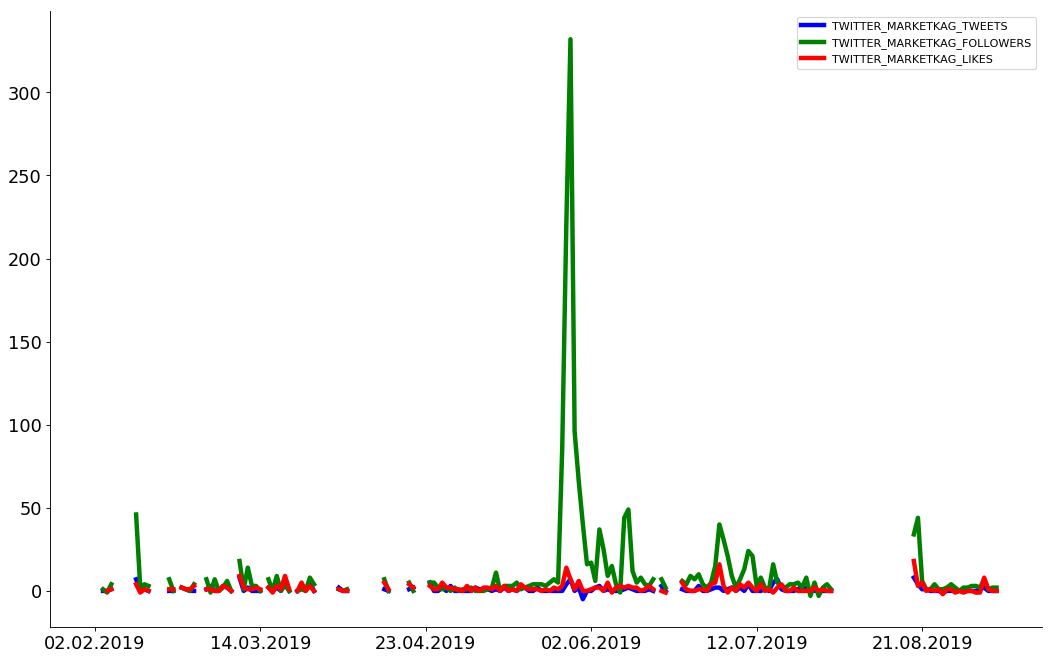 TWITTER_MARKETKAG_TWEETS
TWITTER_MARKETKAG_FOLLOWERS
TWITTER_MARKETKAG_LIKES
300
250
200
150
100
50
0
02.02.2019 14.03.2019 23.04.2019 02.06.2019 12.07.2019 21.08.2019